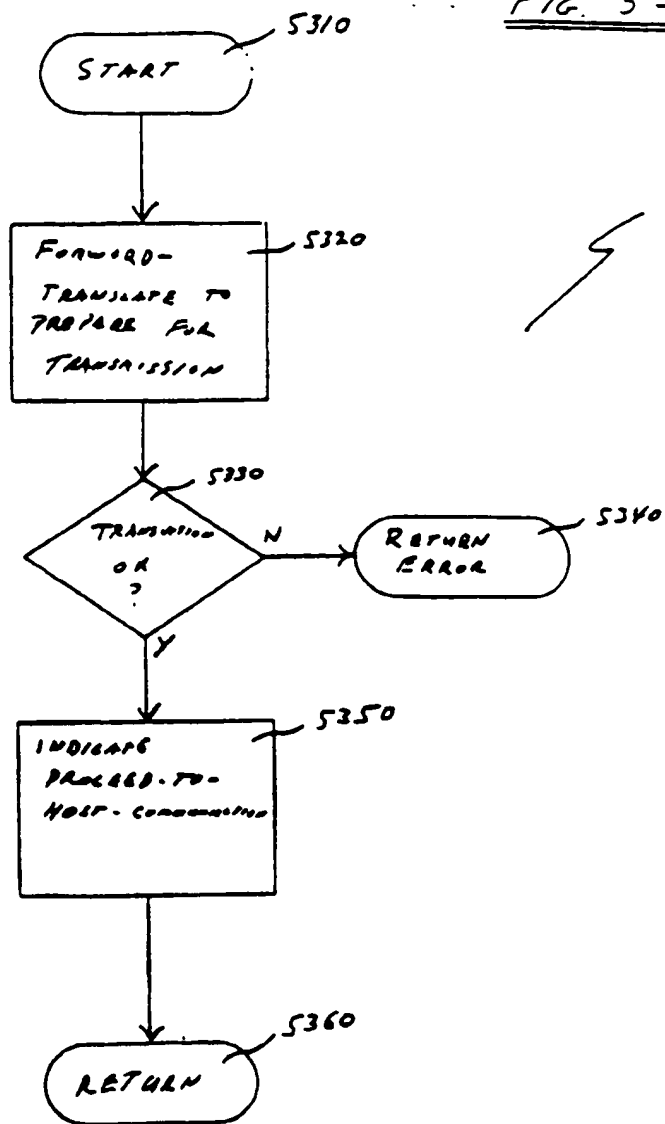 FIG. 5-
5310
START
5320
FORWARD-
TRANSLATE TO
PREPARE FOR
TRANSMISSION
5330
TRANSLATION
OK
?
N
Y
5340
RETURN
ERROR
5350
INDICATE
PROCEED-TO-
HOST-COMMUNICATION
5360
RETURN